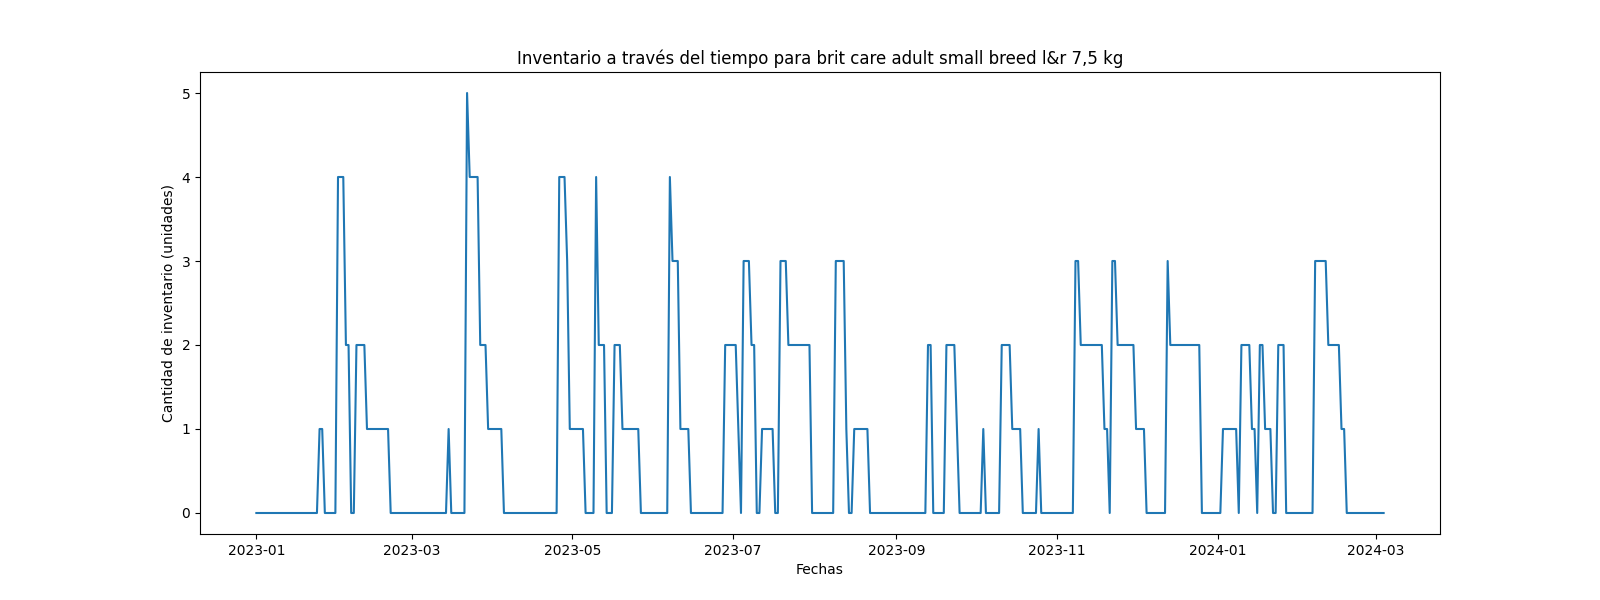 Inventario a través del tiempo para brit care adult small breed l&r 7,5 kg
Cantidad de inventario (unidades)
5
4
3
2
1
0
2023-01 2023-03 2023-05 2023-07 2023-09 2023-11 2024-01 2024-03
Fechas